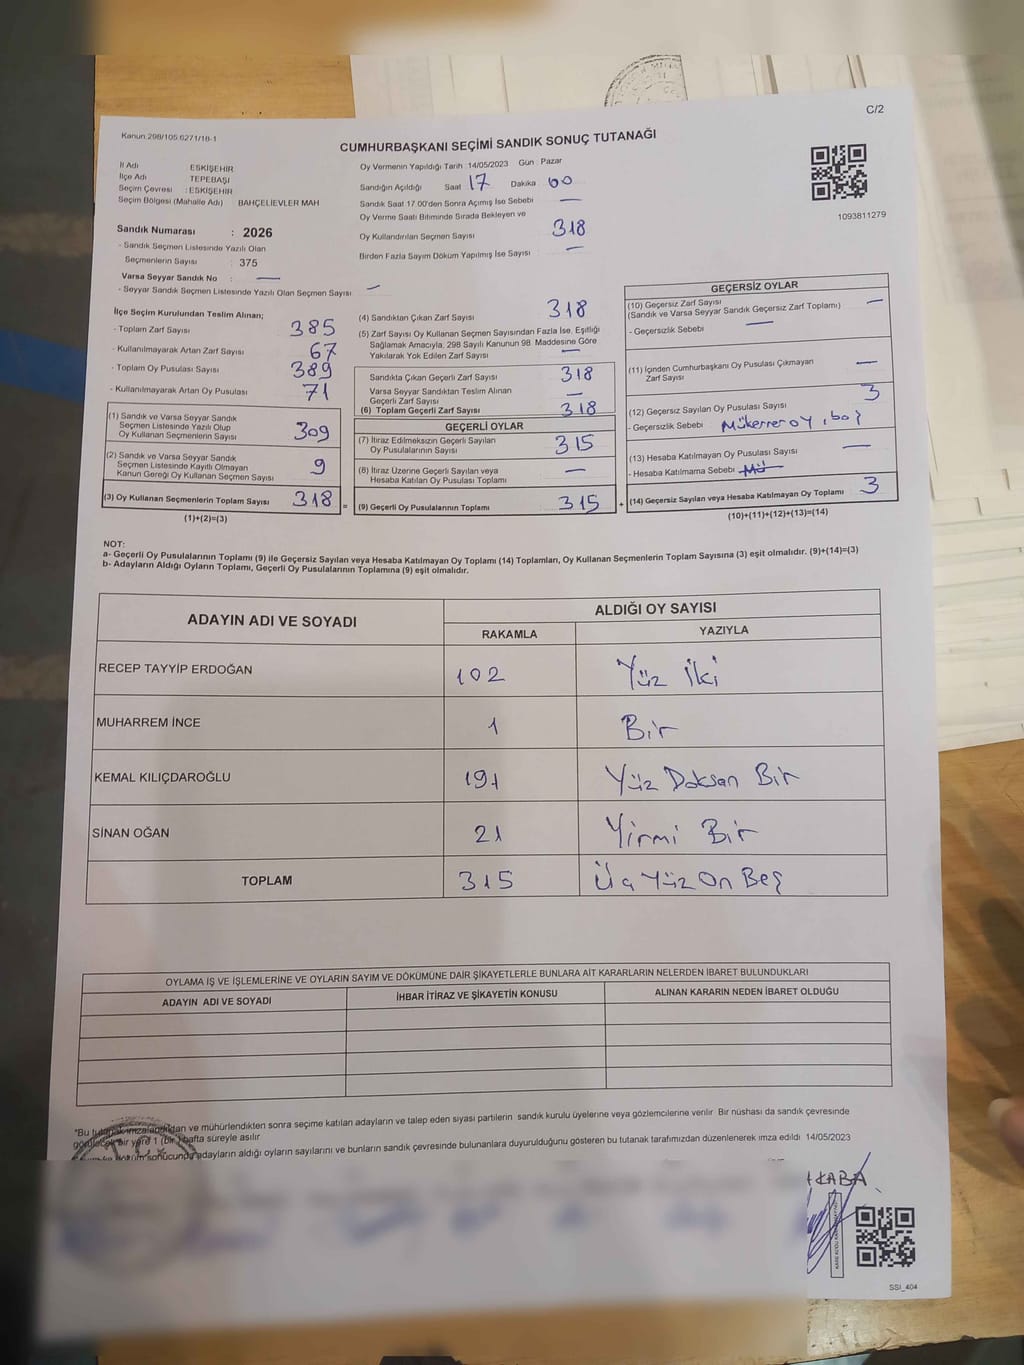 C/2
Kanun 298/105 6271/18-1
CUMHURBAŞKANI SEÇİMİ SANDIK SONUÇ TUTANAĞI
İl Adı ESKİŞEHİR
İlçe Adı TEPEBAŞI
Seçim Çevresi : ESKİŞEHİR
Seçim Bölgesi (Mahalle Adı) BAHÇELİEVLER MAH
Sandık Numarası : 2026
- Sandık Seçmen Listesinde Yazılı Olan
Seçmenlerin Sayısı : 375
Varsa Seyyar Sandık No : —
- Seyyar Sandık Seçmen Listesinde Yazılı Olan Seçmen Sayısı: —
Oy Vermenin Yapıldığı Tarih : 14/05/2023 Gün : Pazar
Sandığın Açıldığı Saat 17 Dakika 00
Sandık Saat 17.00'den Sonra Açmış İse Sebebi —
Oy Verme Saati Bitiminde Sırada Bekleyen ve
Oy Kullandırılan Seçmen Sayısı 318
Birden Fazla Sayım Döküm Yapılmış İse Sayısı —
1093811279
İlçe Seçim Kurulundan Teslim Alınan;
- Toplam Zarf Sayısı 385
- Kullanılmayarak Artan Zarf Sayısı 67
- Toplam Oy Pusulası Sayısı 389
- Kullanılmayarak Artan Oy Pusulası 71
(1) Sandık ve Varsa Seyyar Sandık
Seçmen Listesinde Yazılı Olup
Oy Kullanan Seçmenlerin Sayısı 309
(2) Sandık ve Varsa Seyyar Sandık
Seçmen Listesinde Kayıtlı Olmayan
Kanun Gereği Oy Kullanan Seçmen Sayısı 9
(3) Oy Kullanan Seçmenlerin Toplam Sayısı 318 =
(1)+(2)=(3)
(4) Sandıktan Çıkan Zarf Sayısı 318
(5) Zarf Sayısı Oy Kullanan Seçmen Sayısından Fazla İse, Eşitliği
Sağlamak Amacıyla, 298 Sayılı Kanunun 98. Maddesine Göre
Yakılarak Yok Edilen Zarf Sayısı —
Sandıkta Çıkan Geçerli Zarf Sayısı 318
Varsa Seyyar Sandıktan Teslim Alınan
Geçerli Zarf Sayısı —
(6) Toplam Geçerli Zarf Sayısı 318
GEÇERLİ OYLAR
(7) İtiraz Edilmeksizin Geçerli Sayılan
Oy Pusulalarının Sayısı 315
(8) İtiraz Üzerine Geçerli Sayılan veya
Hesaba Katılan Oy Pusulası Toplamı —
(9) Geçerli Oy Pusulalarının Toplamı 315 +
GEÇERSİZ OYLAR
(10) Geçersiz Zarf Sayısı —
(Sandık ve Varsa Seyyar Sandık Geçersiz Zarf Toplamı)
- Geçersizlik Sebebi —
(11) İçinden Cumhurbaşkanı Oy Pusulası Çıkmayan
Zarf Sayısı —
(12) Geçersiz Sayılan Oy Pusulası Sayısı 3
- Geçersizlik Sebebi Mükerrer oy, boş
(13) Hesaba Katılmayan Oy Pusulası Sayısı —
- Hesaba Katılmama Sebebi
(14) Geçersiz Sayılan veya Hesaba Katılmayan Oy Toplamı 3
(10)+(11)+(12)+(13)=(14)
NOT:
a- Geçerli Oy Pusulalarının Toplamı (9) ile Geçersiz Sayılan veya Hesaba Katılmayan Oy Toplamı (14) Toplamları, Oy Kullanan Seçmenlerin Toplam Sayısına (3) eşit olmalıdır. (9)+(14)=(3)
b- Adayların Aldığı Oyların Toplamı, Geçerli Oy Pusulalarının Toplamına (9) eşit olmalıdır.
ADAYIN ADI VE SOYADI ALDIĞI OY SAYISI
RAKAMLA YAZIYLA
RECEP TAYYİP ERDOĞAN 102 Yüz İki
MUHARREM İNCE 1 Bir
KEMAL KILIÇDAROĞLU 191 Yüz Doksan Bir
SİNAN OĞAN 21 Yirmi Bir
TOPLAM 315 Üç Yüz On Beş
OYLAMA İŞ VE İŞLEMLERİNE VE OYLARIN SAYIM VE DÖKÜMÜNE DAİR ŞİKAYETLERLE BUNLARA AİT KARARLARIN NELERDEN İBARET BULUNDUKLARI
ADAYIN ADI VE SOYADI İHBAR İTİRAZ VE ŞİKAYETİN KONUSU ALINAN KARARIN NEDEN İBARET OLDUĞU
*Bu tutanak imzalandıktan ve mühürlendikten sonra seçime katılan adayların ve talep eden siyasi partilerin sandık kurulu üyelerine veya gözlemcilerine verilir. Bir nüshası da sandık çevresinde
görülecek bir yere 1 (bir) hafta süreyle asılır
sonucunda adayların aldığı oyların sayılarını ve bunların sandık çevresinde bulunanlara duyurulduğunu gösteren bu tutanak tarafımızdan düzenlenerek imza edildi 14/05/2023
KABA
SSI_404